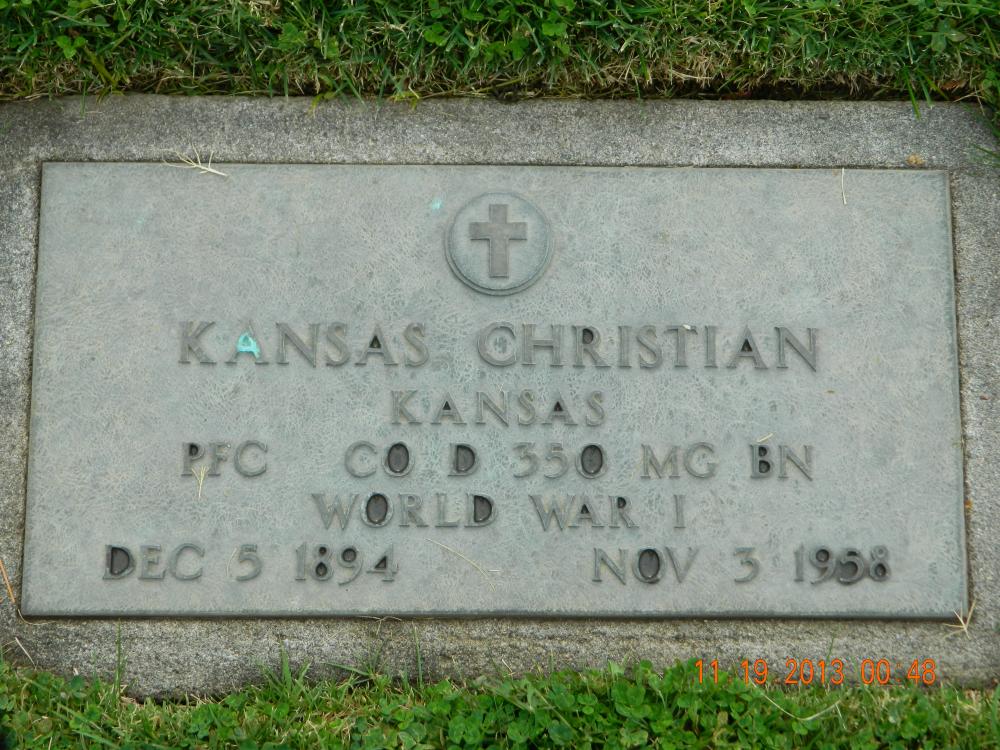 KANSAS CHRISTIAN
KANSAS
PFC CO D 350 MG BN
WORLD WAR I
DEC 5 1894 NOV 3 1958
11.19.2013 00:48